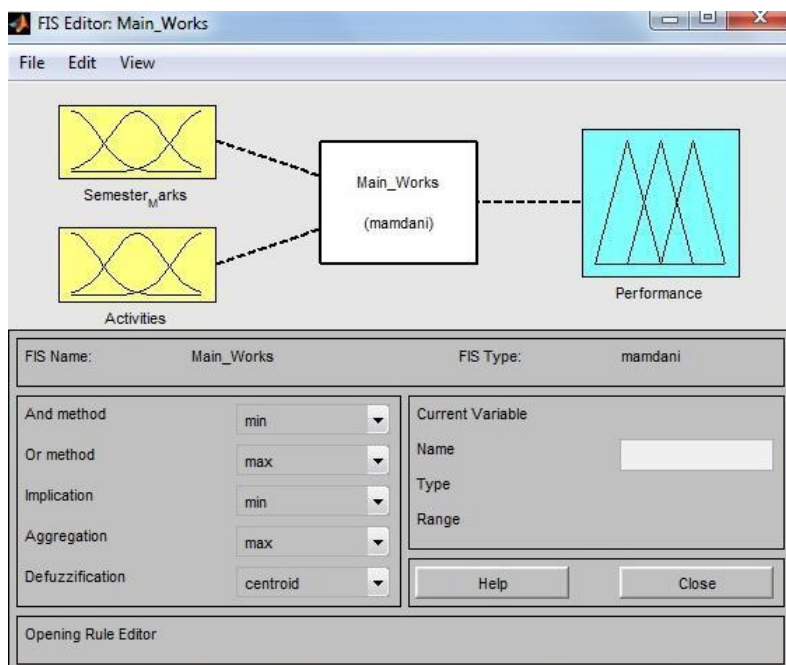 FIS Editor: Main_Works
File Edit View
Semester_Marks
Main_Works
(mamdani)
Activities
Performance
FIS Name: Main_Works FIS Type: mamdani
And method min
Or method max
Implication min
Aggregation max
Defuzzification centroid
Current Variable
Name
Type
Range
Help Close
Opening Rule Editor